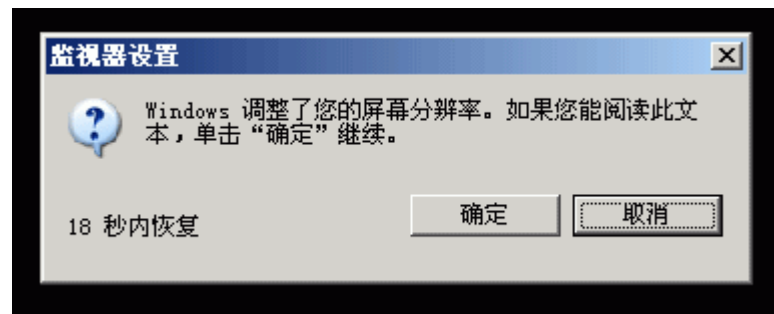 监视器设置
Windows 调整了您的屏幕分辨率。如果您能阅读此文
本，单击“确定”继续。
18 秒内恢复
确定
取消